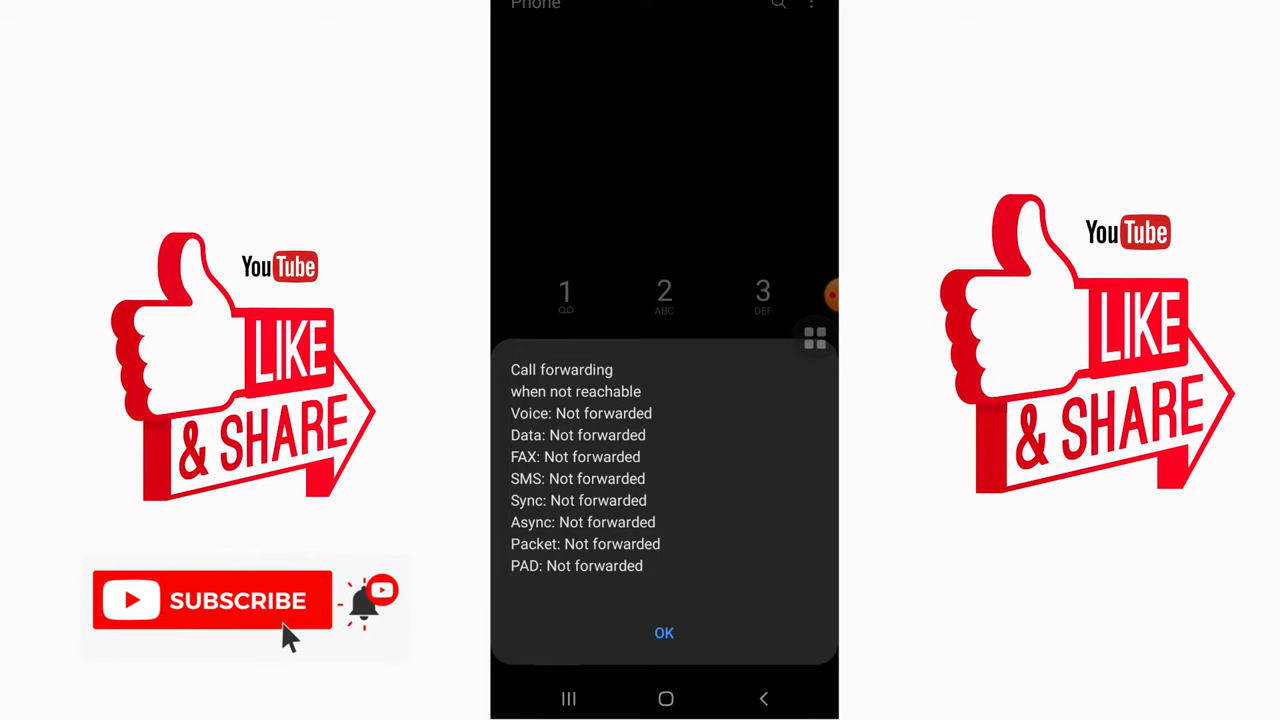 Phone
YouTube
LIKE
& SHARE
SUBSCRIBE
1
2
ABC
3
DEF
Call forwarding
when not reachable
Voice: Not forwarded
Data: Not forwarded
FAX: Not forwarded
SMS: Not forwarded
Sync: Not forwarded
Async: Not forwarded
Packet: Not forwarded
PAD: Not forwarded
OK
YouTube
LIKE
& SHARE